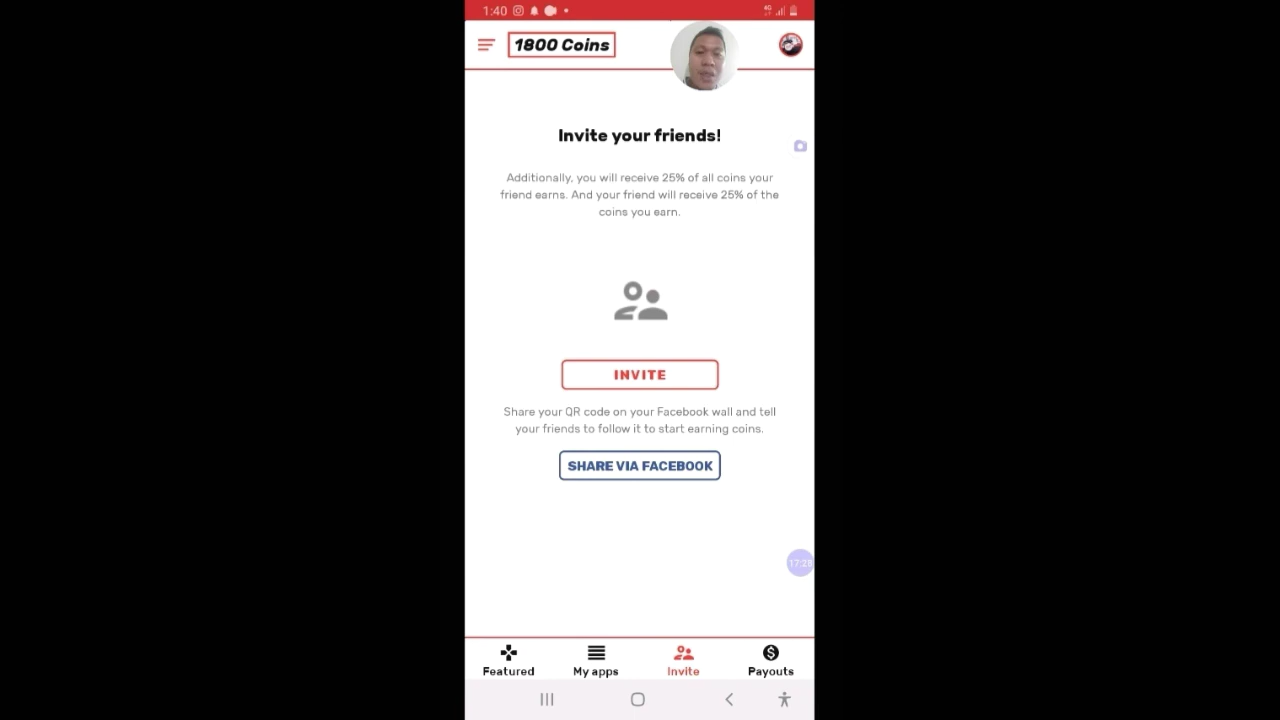 1:40
4G
1800 Coins
Invite your friends!
Additionally, you will receive 25% of all coins your
friend earns. And your friend will receive 25% of the
coins you earn.
INVITE
Share your QR code on your Facebook wall and tell
your friends to follow it to start earning coins.
SHARE VIA FACEBOOK
17:28
Featured
My apps
Invite
Payouts